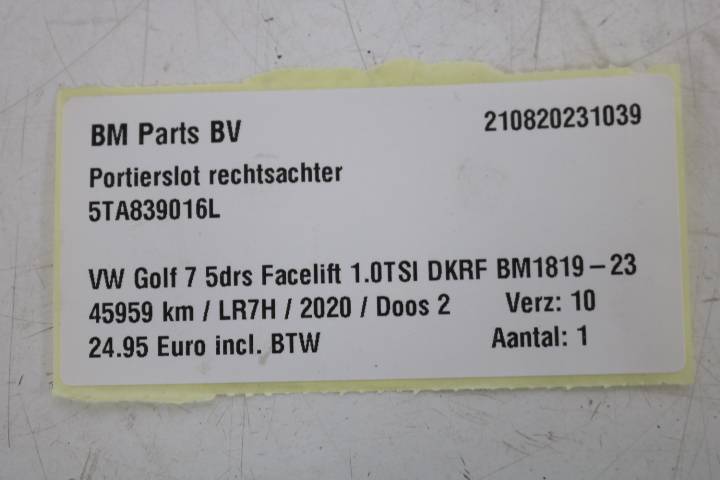 BM Parts BV 210820231039
Portierslot rechtsachter
5TA839016L
VW Golf 7 5drs Facelift 1.0TSI DKRF BM1819-23
45959 km / LR7H / 2020 / Doos 2 Verz: 10
24.95 Euro incl. BTW Aantal: 1